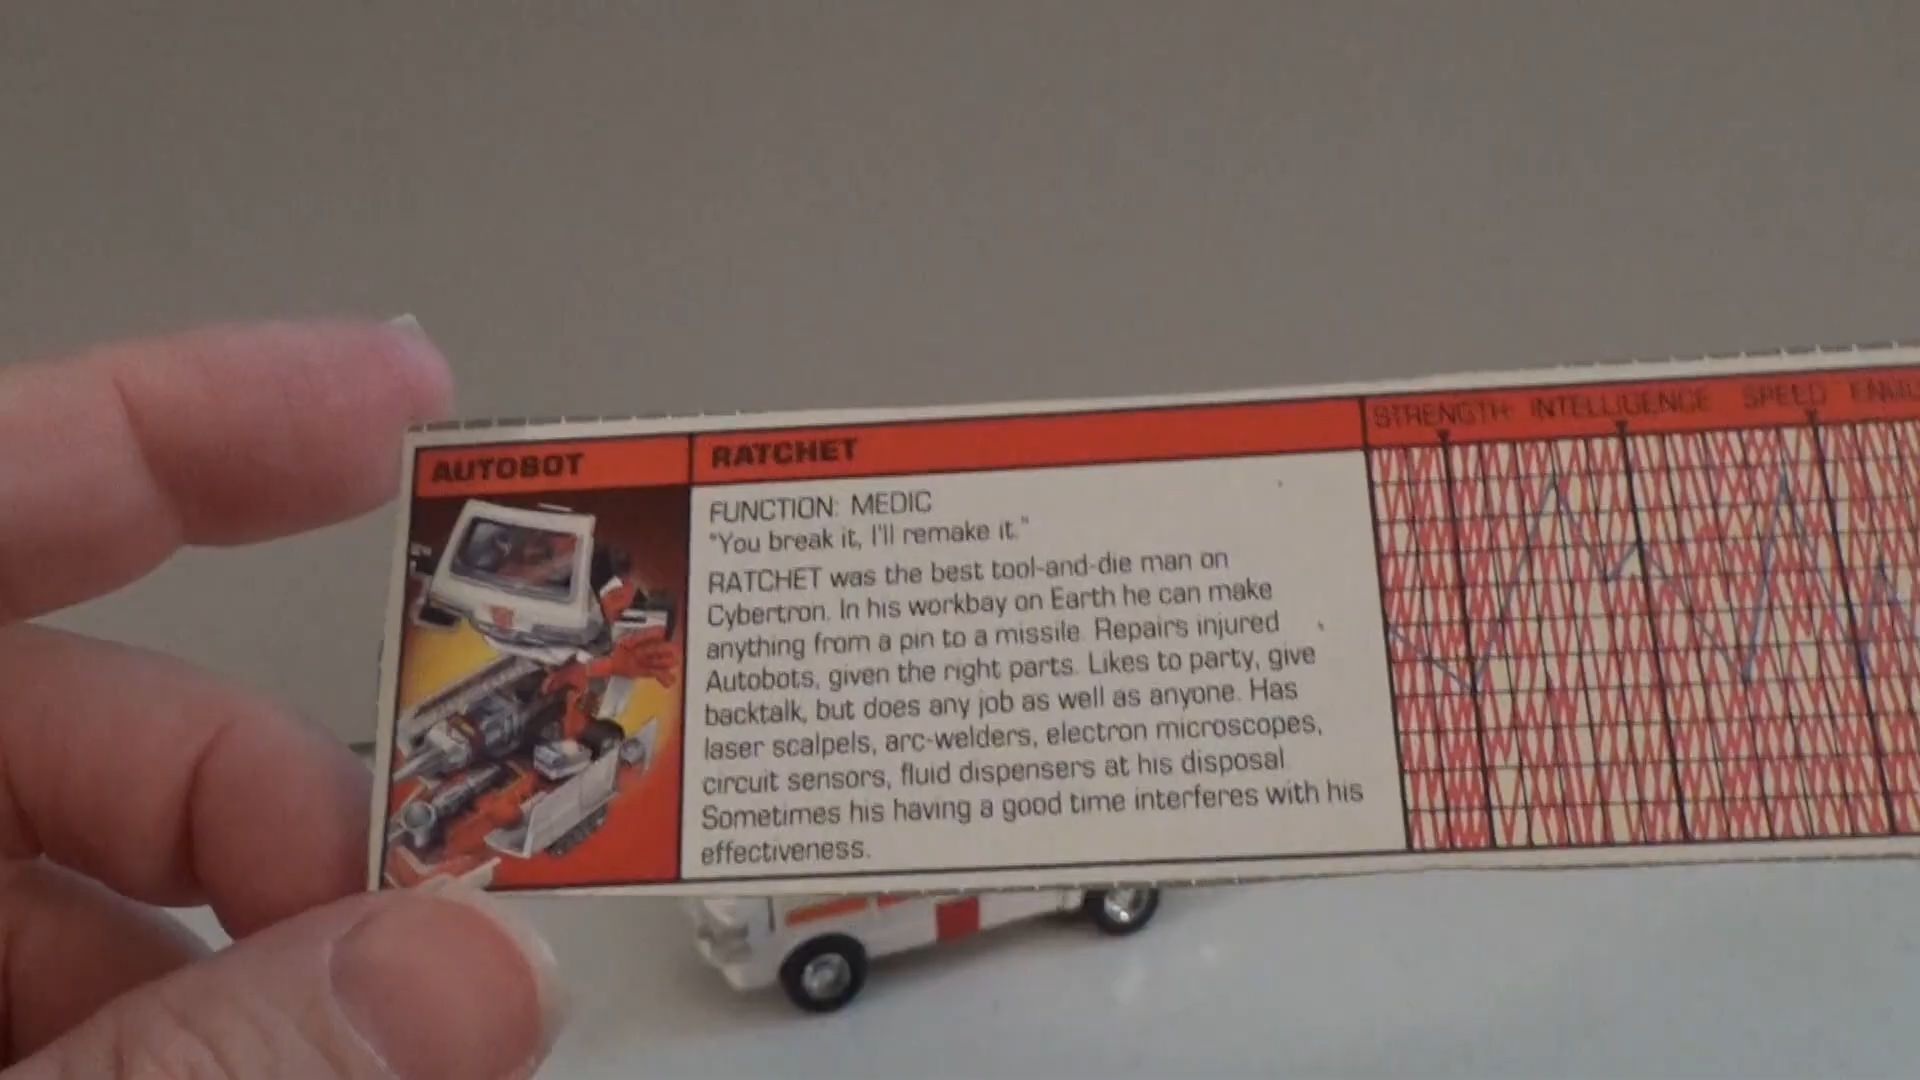 AUTOBOT
RATCHET
STRENGTH INTELLIGENCE SPEED
FUNCTION: MEDIC
"You break it, I'll remake it."
RATCHET was the best tool-and-die man on
Cybertron. In his workbay on Earth he can make
anything from a pin to a missile. Repairs injured
Autobots, given the right parts. Likes to party, give
backtalk, but does any job as well as anyone. Has
laser scalpels, arc-welders, electron microscopes,
circuit sensors, fluid dispensers at his disposal.
Sometimes his having a good time interferes with his
effectiveness.